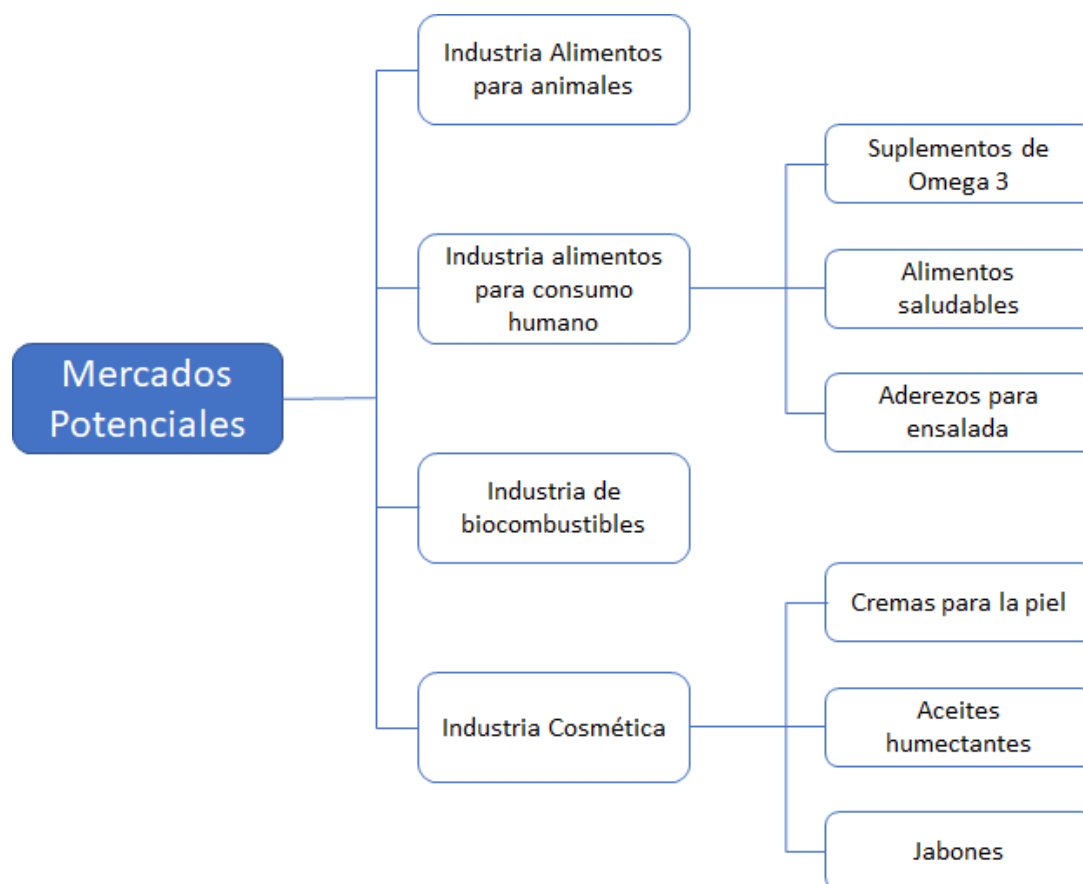 Mercados
Potenciales
Industria Alimentos
para animales
Industria alimentos
para consumo
humano
Suplementos de
Omega 3
Alimentos
saludables
Aderezos para
ensalada
Industria de
biocombustibles
Industria Cosmética
Cremas para la piel
Aceites
humectantes
Jabones